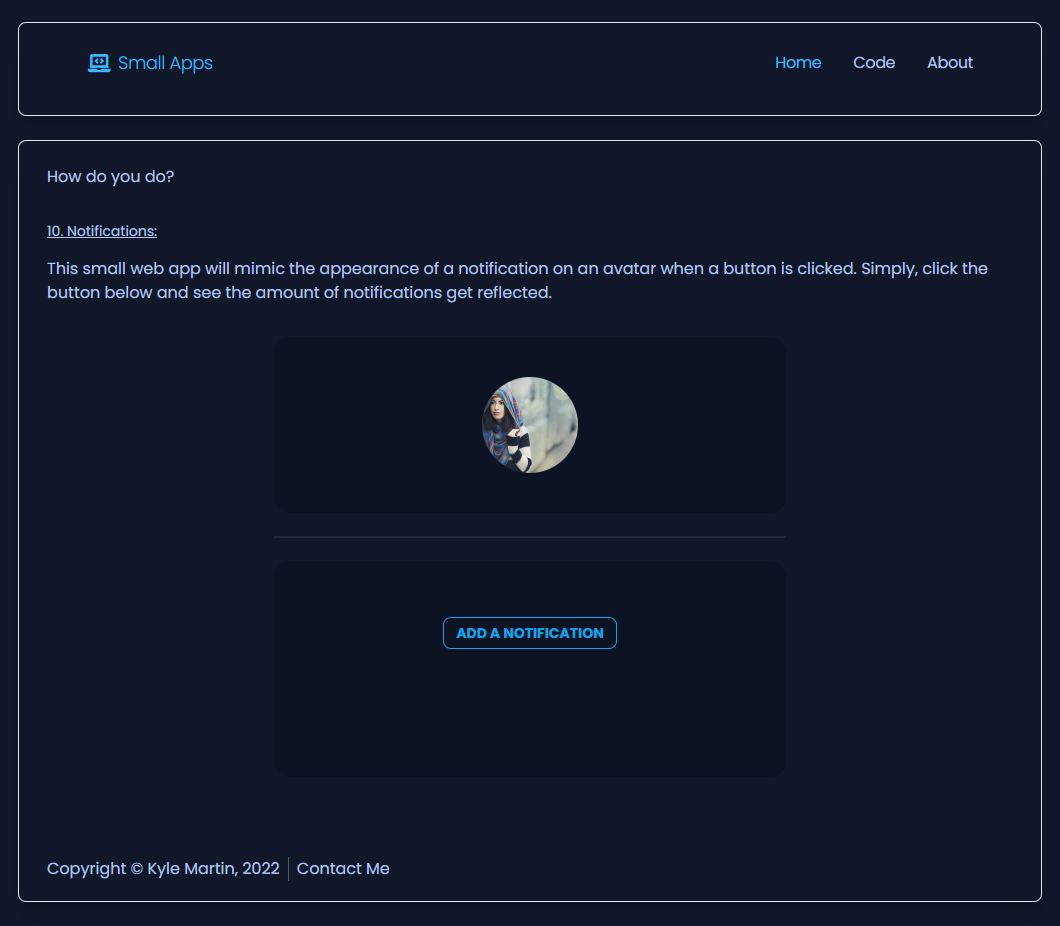 Small Apps
Home Code About
How do you do?
10. Notifications:
This small web app will mimic the appearance of a notification on an avatar when a button is clicked. Simply, click the
button below and see the amount of notifications get reflected.
ADD A NOTIFICATION
Copyright © Kyle Martin, 2022 Contact Me